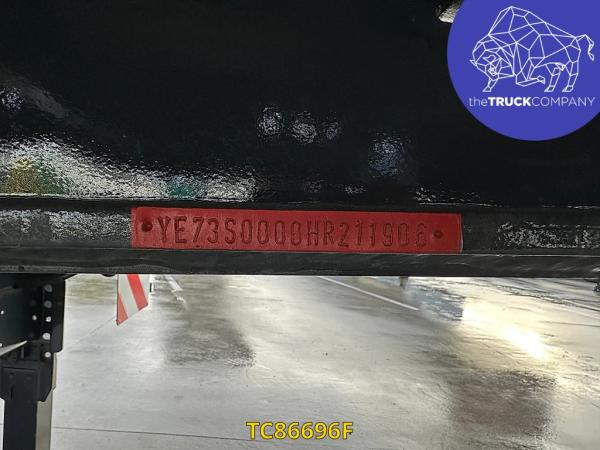 theTRUCKCOMPANY
YE73S0000HR211906
TC86696F